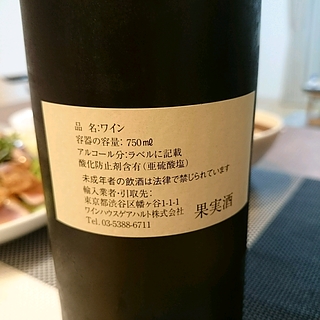 品 名:ワイン
容器の容量: 750mℓ
アルコール分:ラベルに記載
酸化防止剤含有(亜硫酸塩)
未成年者の飲酒は法律で禁じられています
輸入業者・引取先:
東京都渋谷区幡ヶ谷1-1-1
ワインハウスゲアハルト株式会社
Tel. 03-5388-6711
果実酒